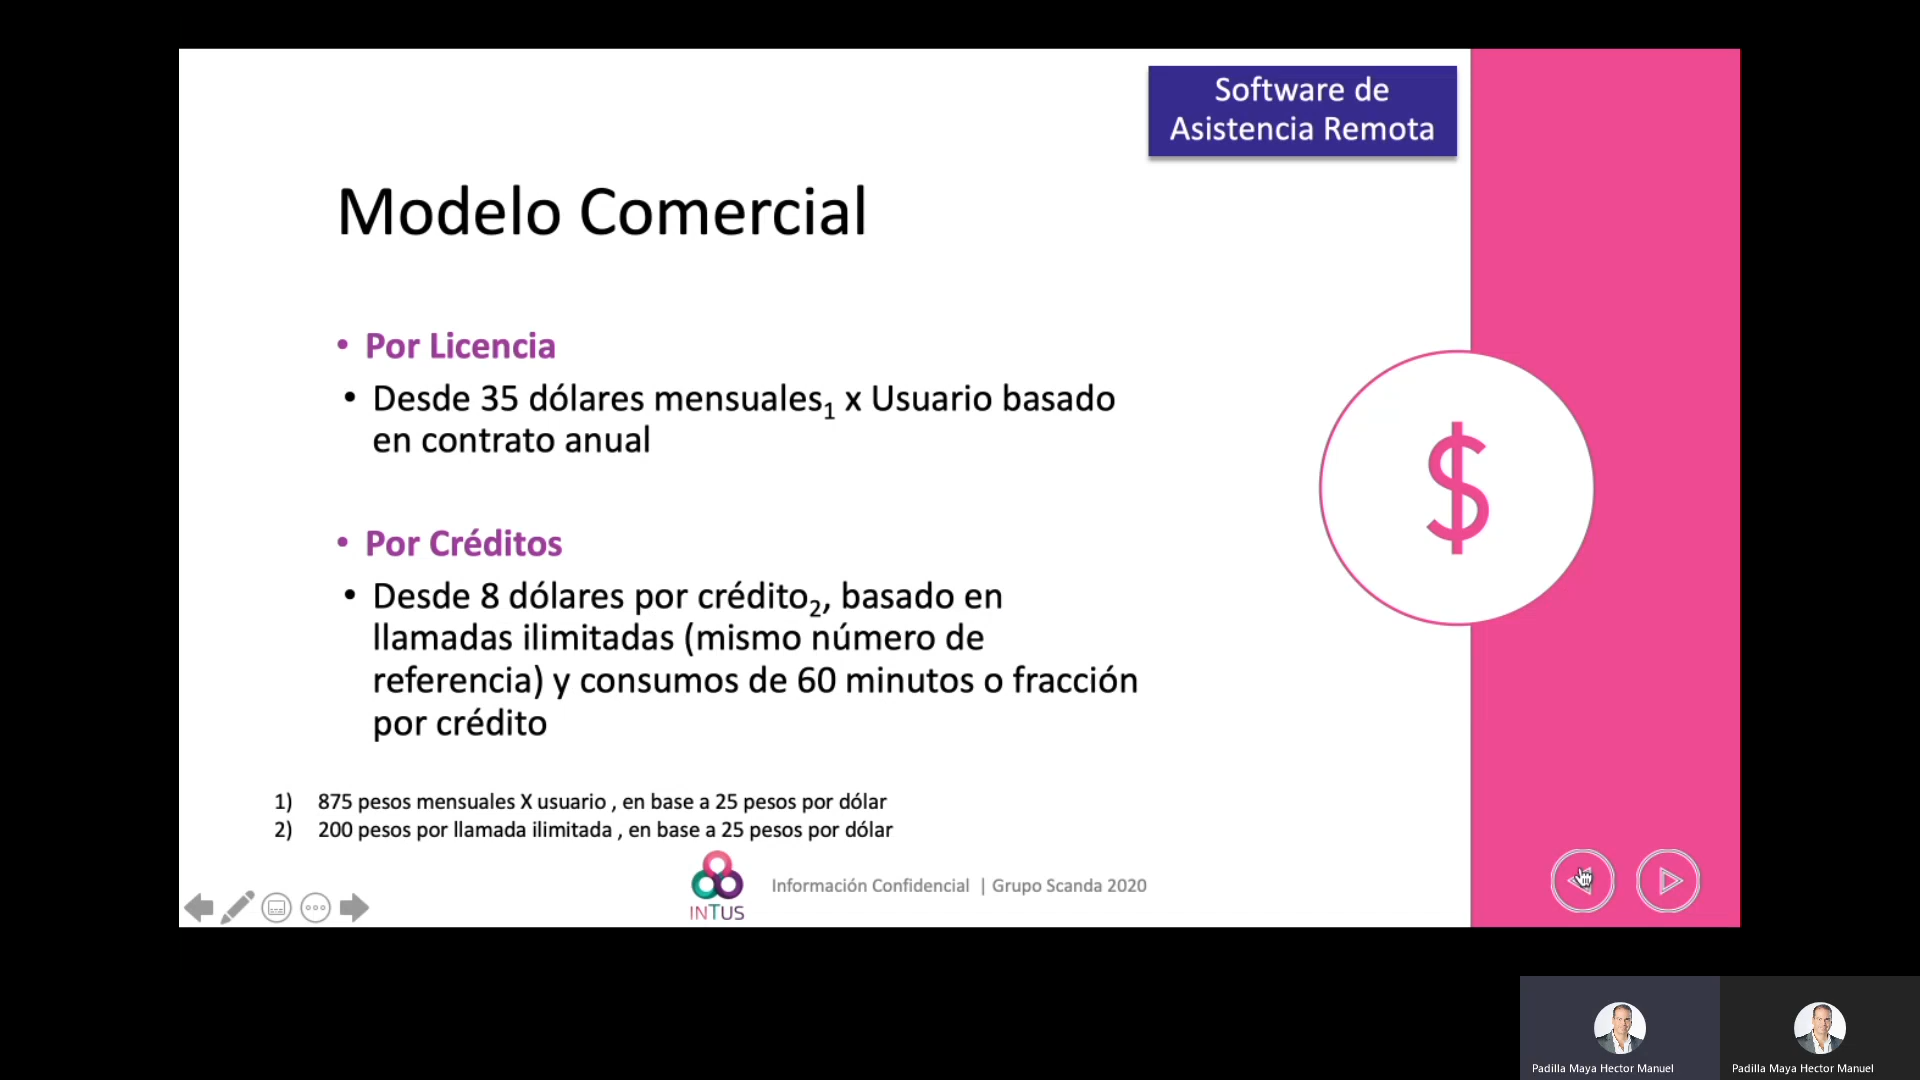 Software de
Asistencia Remota
Modelo Comercial
• Por Licencia
• Desde 35 dólares mensuales1 x Usuario basado
en contrato anual
• Por Créditos
• Desde 8 dólares por crédito2, basado en
llamadas ilimitadas (mismo número de
referencia) y consumos de 60 minutos o fracción
por crédito
$
1) 875 pesos mensuales X usuario , en base a 25 pesos por dólar
2) 200 pesos por llamada ilimitada , en base a 25 pesos por dólar
INTUS
Información Confidencial | Grupo Scanda 2020
Padilla Maya Hector Manuel
Padilla Maya Hector Manuel